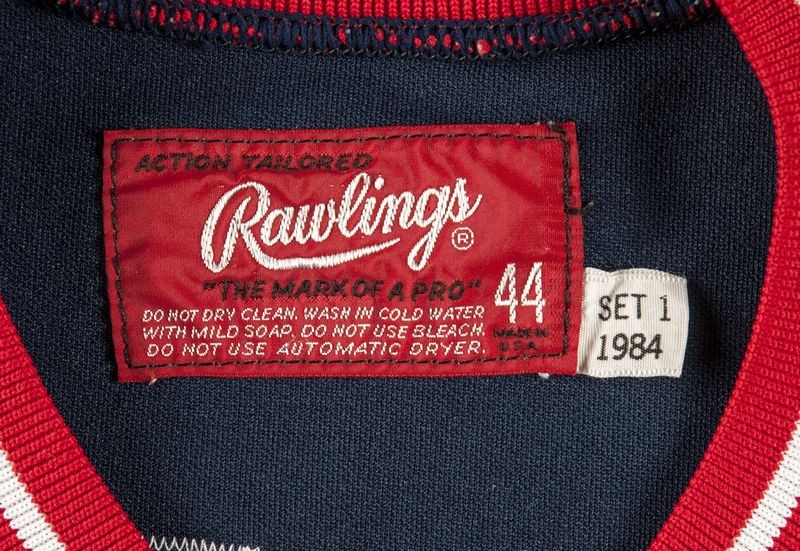 ACTION TAILORED
Rawlings®
"THE MARK OF A PRO"
44
DO NOT DRY CLEAN. WASH IN COLD WATER
WITH MILD SOAP. DO NOT USE BLEACH.
DO NOT USE AUTOMATIC DRYER.
MADE IN
U.S.A.
SET 1
1984